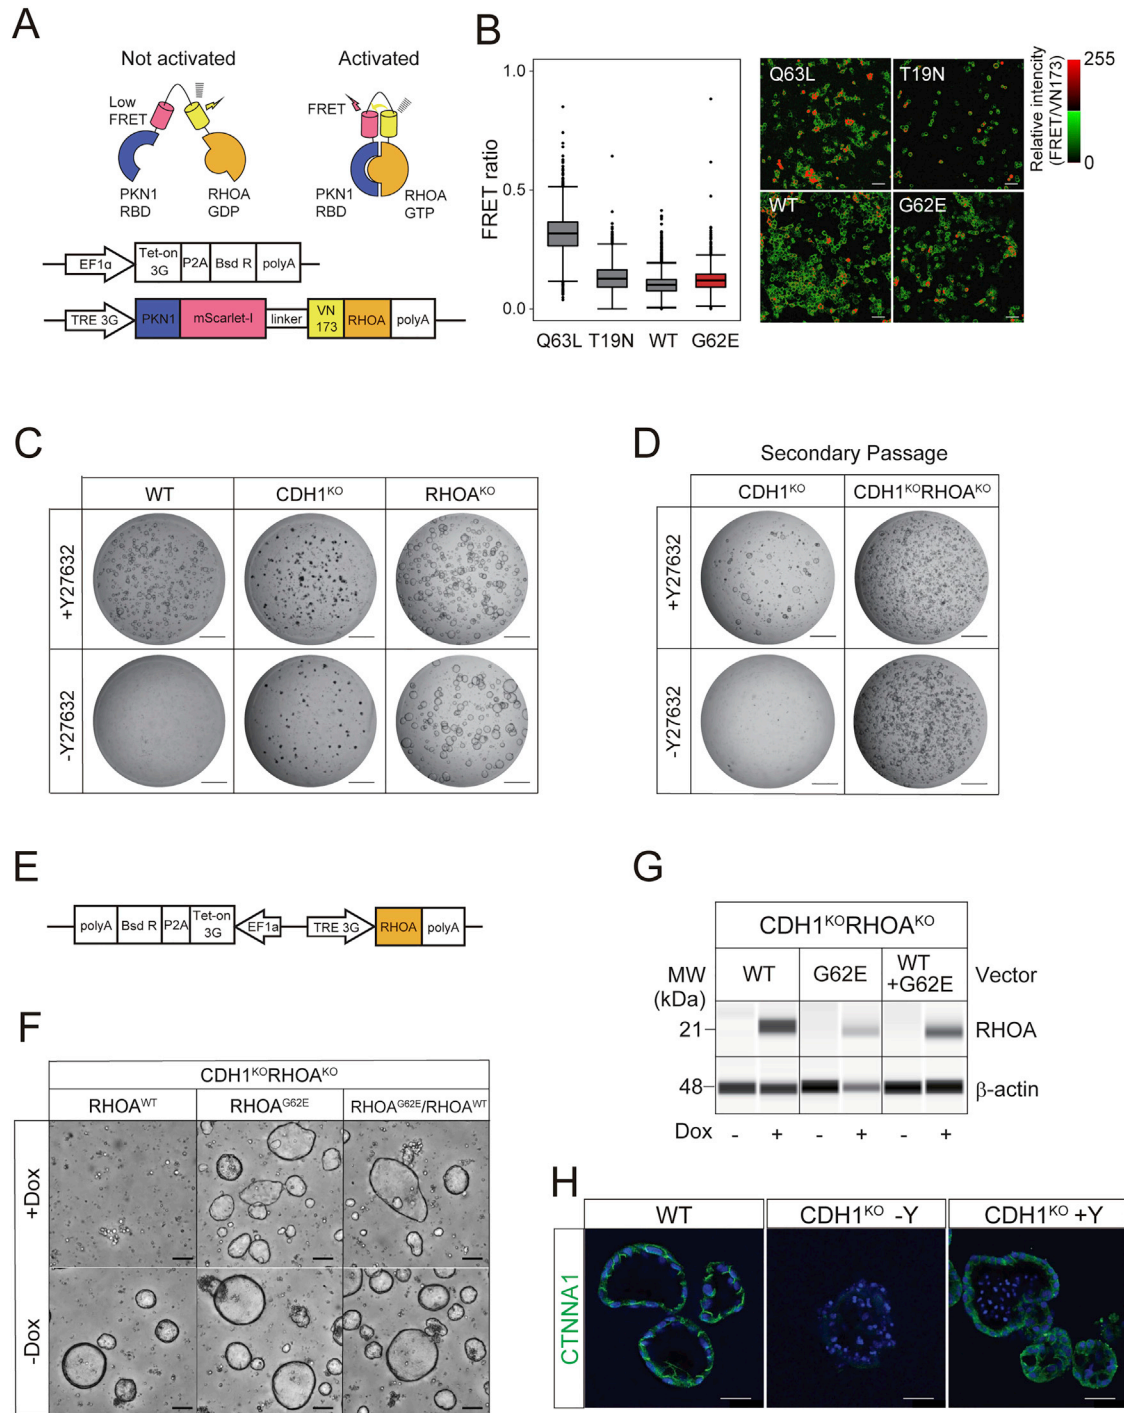 A
Not activated
Activated
Low
FRET
FRET
PKN1
RBD
RHOA
GDP
PKN1
RBD
RHOA
GTP
EF1α
Tet-on
3G
P2A
Bsd R
polyA
TRE 3G
PKN1
mScarlet-I
linker
VN
173
RHOA
polyA
B
FRET ratio
1.0
0.5
0.0
Q63L
T19N
WT
G62E
Q63L
T19N
WT
G62E
Relative intensity
(FRET/VN173)
255
0
C
WT
CDH1KO
RHOAKO
+Y27632
-Y27632
D
Secondary Passage
CDH1KO
CDH1KORHOAKO
+Y27632
-Y27632
E
polyA
Bsd R
P2A
Tet-on
3G
EF1a
TRE 3G
RHOA
polyA
F
CDH1KORHOAKO
RHOAWT
RHOAG62E
RHOAG62E/RHOAWT
+Dox
-Dox
G
CDH1KORHOAKO
MW
(kDa)
WT
G62E
WT
+G62E
Vector
21
RHOA
48
β-actin
Dox
-
+
-
+
-
+
H
WT
CDH1KO -Y
CDH1KO +Y
CTNNA1